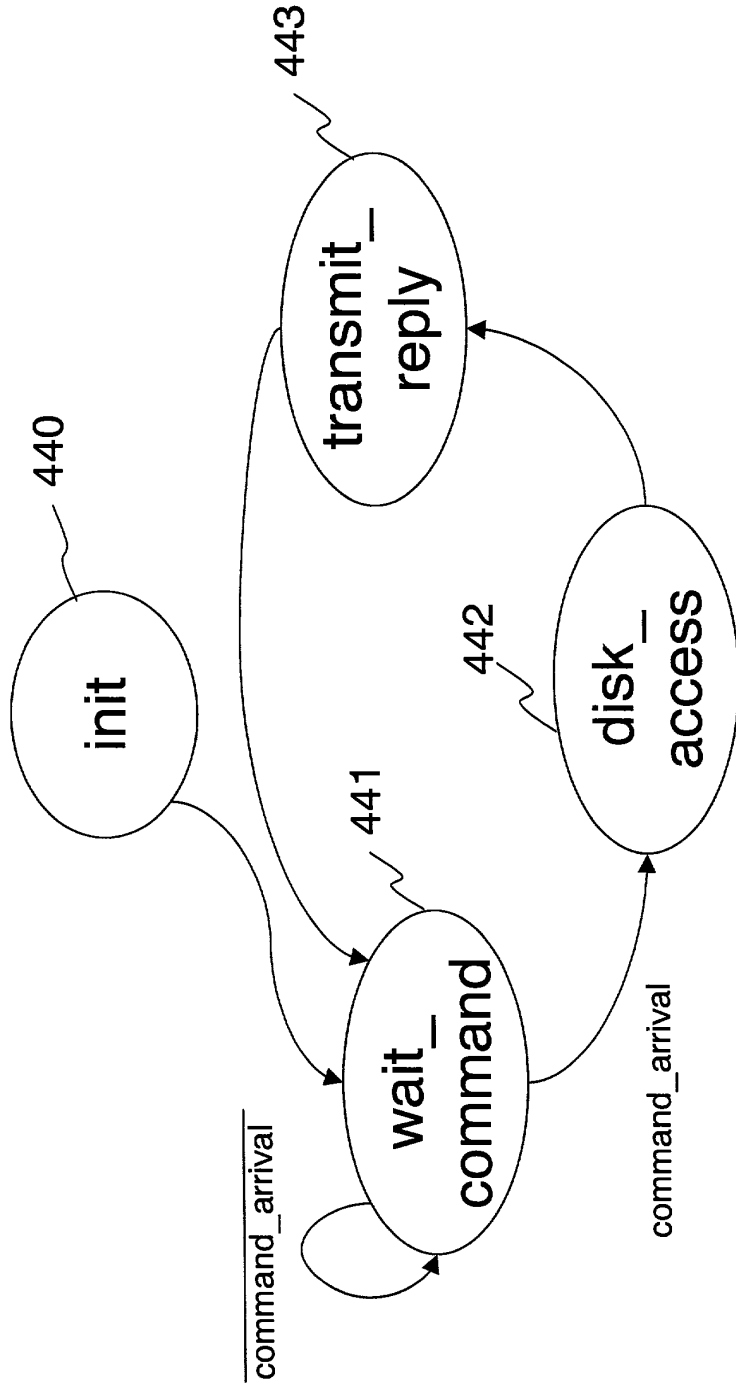 init
440
transmit_
reply
443
wait_
command
441
disk_
access
442
command_arrival
command_arrival